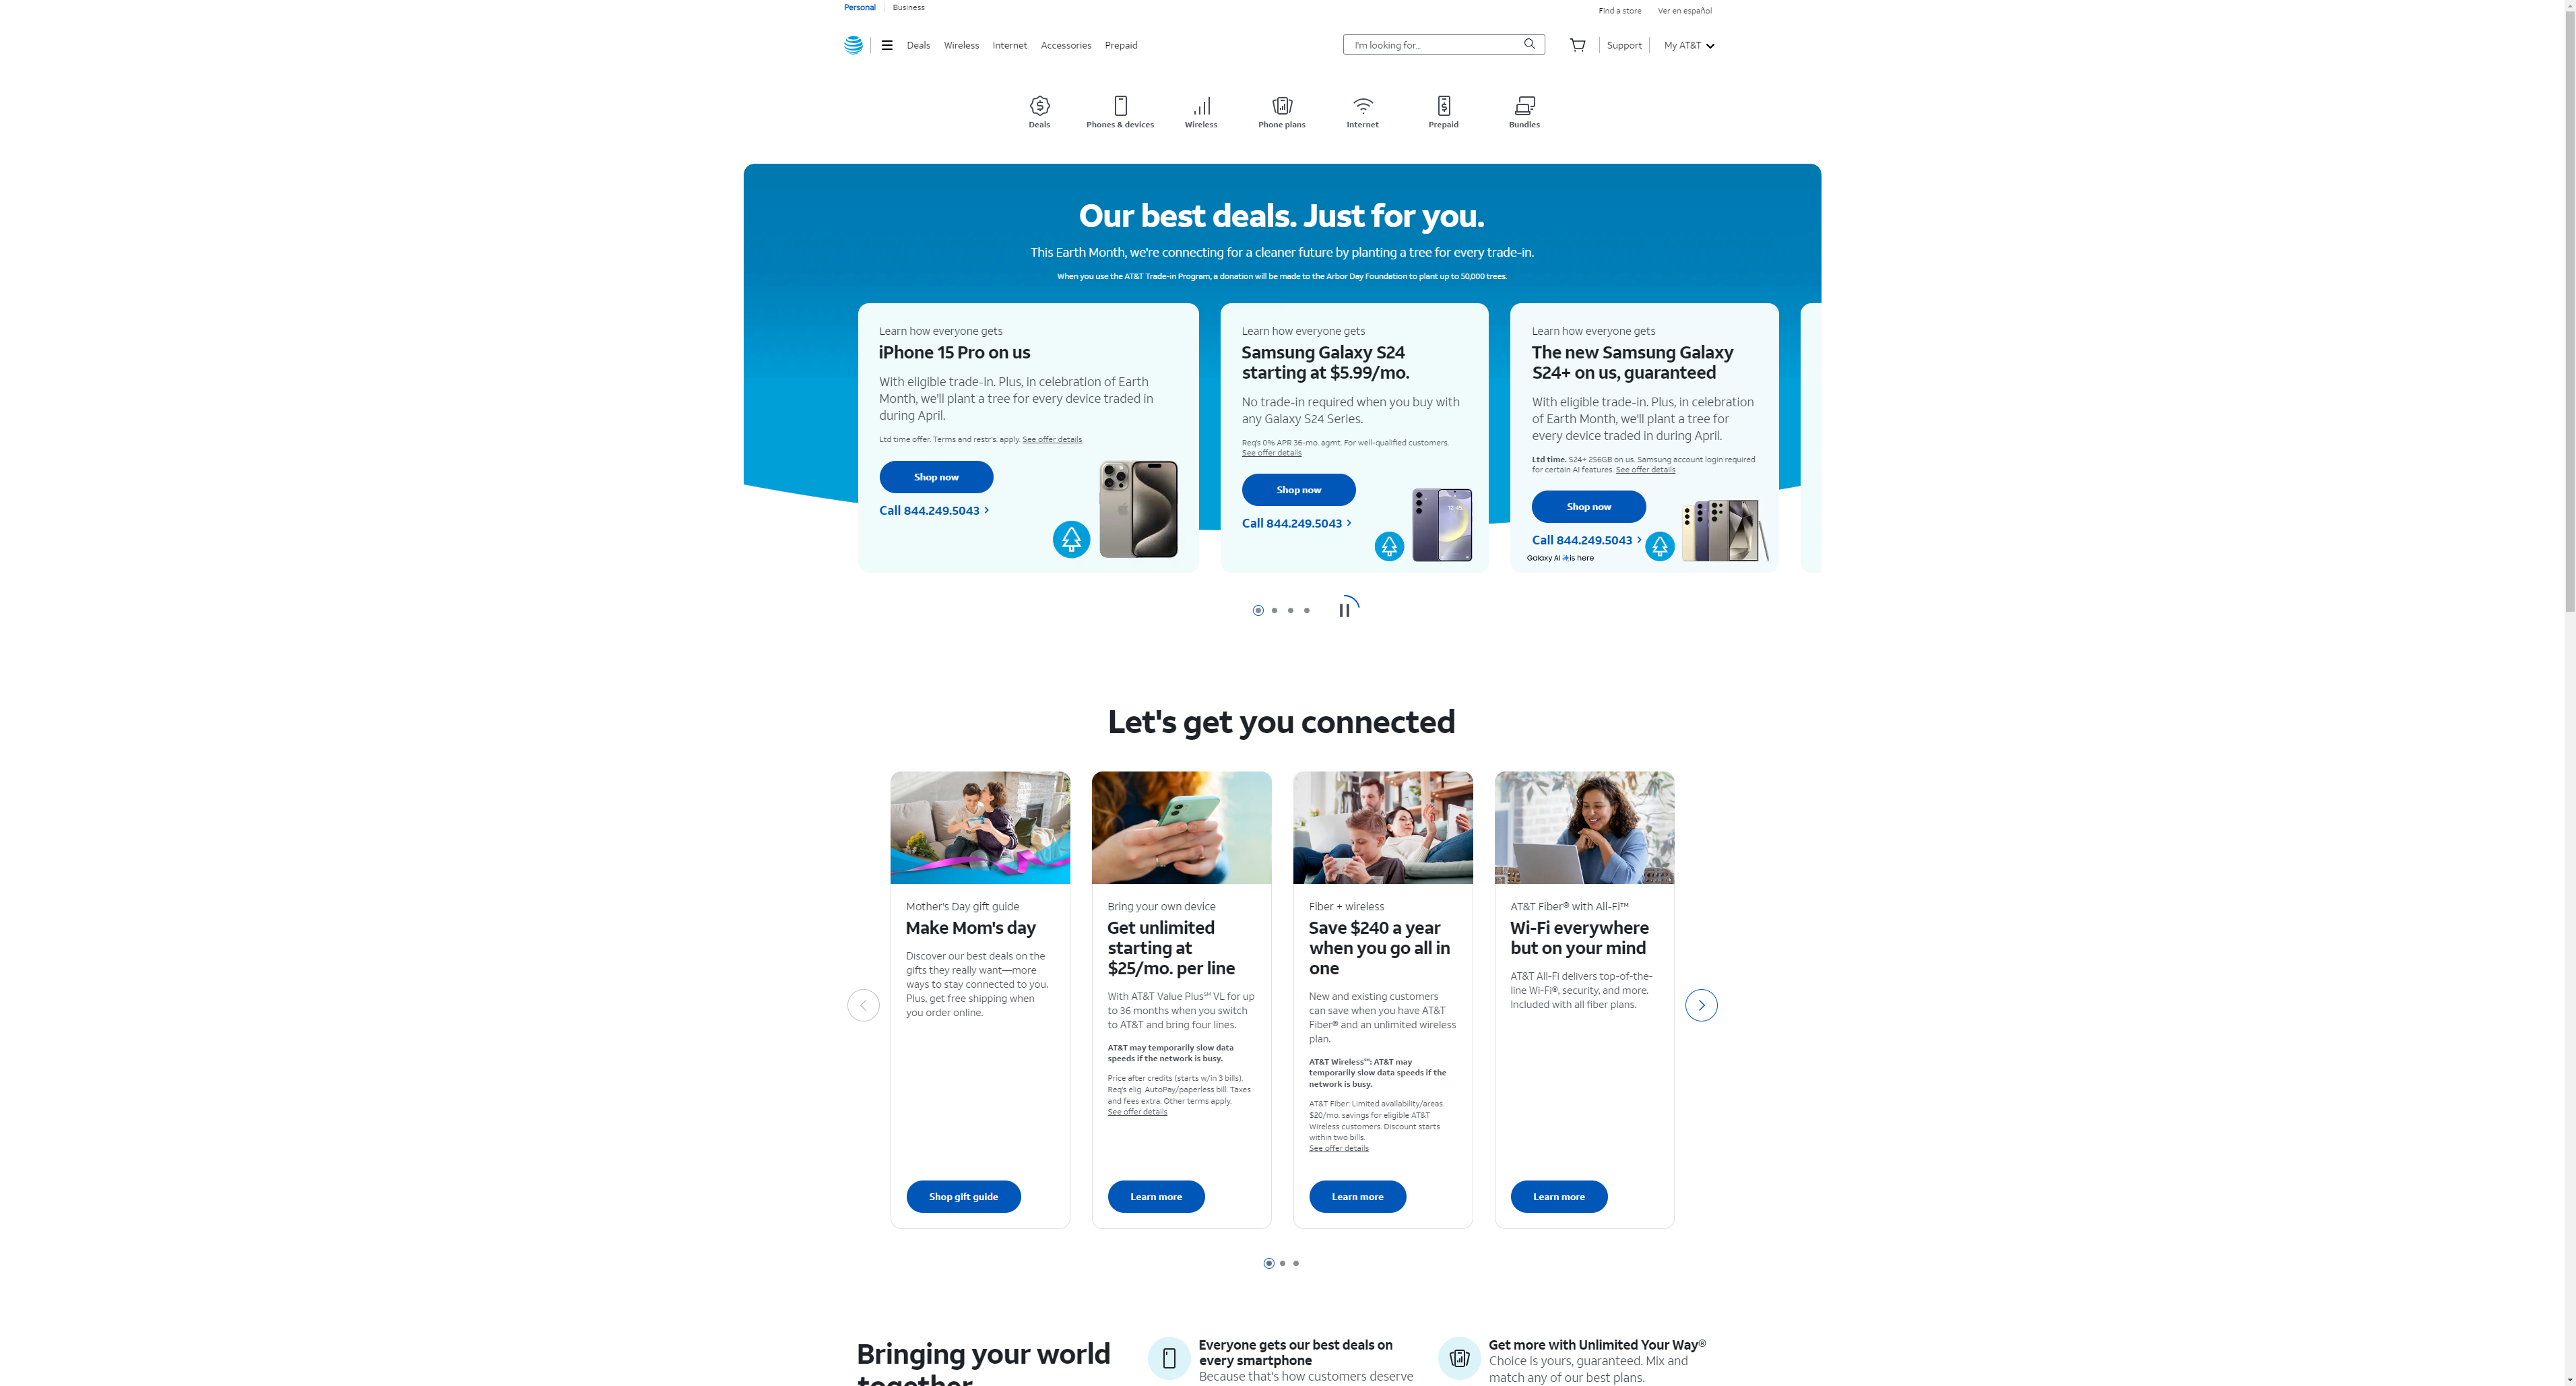 Personal
Business
Find a store
Ver en español
Deals
Wireless
Internet
Accessories
Prepaid
I'm looking for...
Support
My AT&T
Deals
Phones & devices
Wireless
Phone plans
Internet
Prepaid
Bundles
Our best deals. Just for you.
This Earth Month, we're connecting for a cleaner future by planting a tree for every trade-in.
When you use the AT&T Trade-in Program, a donation will be made to the Arbor Day Foundation to plant up to 50,000 trees.
Learn how everyone gets
iPhone 15 Pro on us
With eligible trade-in. Plus, in celebration of Earth
Month, we'll plant a tree for every device traded in
during April.
Ltd time offer. Terms and restr's. apply. See offer details
Shop now
Call 844.249.5043
Learn how everyone gets
Samsung Galaxy S24
starting at $5.99/mo.
No trade-in required when you buy with
any Galaxy S24 Series.
Req's 0% APR 36-mo. agmt. For well-qualified customers.
See offer details
Shop now
Call 844.249.5043
Learn how everyone gets
The new Samsung Galaxy
S24+ on us, guaranteed
With eligible trade-in. Plus, in celebration
of Earth Month, we'll plant a tree for
every device traded in during April.
Ltd time. S24+ 256GB on us. Samsung account login required
for certain AI features. See offer details
Shop now
Call 844.249.5043
Galaxy AI is here
Let's get you connected
Mother's Day gift guide
Make Mom's day
Discover our best deals on the
gifts they really want—more
ways to stay connected to you.
Plus, get free shipping when
you order online.
Shop gift guide
Bring your own device
Get unlimited
starting at
$25/mo. per line
With AT&T Value Plus℠ VL for up
to 36 months when you switch
to AT&T and bring four lines.
AT&T may temporarily slow data
speeds if the network is busy.
Price after credits (starts w/in 3 bills).
Req's elig. AutoPay/paperless bill. Taxes
and fees extra. Other terms apply.
See offer details
Learn more
Fiber + wireless
Save $240 a year
when you go all in
one
New and existing customers
can save when you have AT&T
Fiber® and an unlimited wireless
plan.
AT&T Wireless℠: AT&T may
temporarily slow data speeds if the
network is busy.
AT&T Fiber: Limited availability/areas.
$20/mo. savings for eligible AT&T
Wireless customers. Discount starts
within two bills.
See offer details
Learn more
AT&T Fiber® with All-Fi™
Wi-Fi everywhere
but on your mind
AT&T All-Fi delivers top-of-the-
line Wi-Fi®, security, and more.
Included with all fiber plans.
Learn more
Bringing your world
together
Everyone gets our best deals on
every smartphone
Because that's how customers deserve
Get more with Unlimited Your Way®
Choice is yours, guaranteed. Mix and
match any of our best plans.